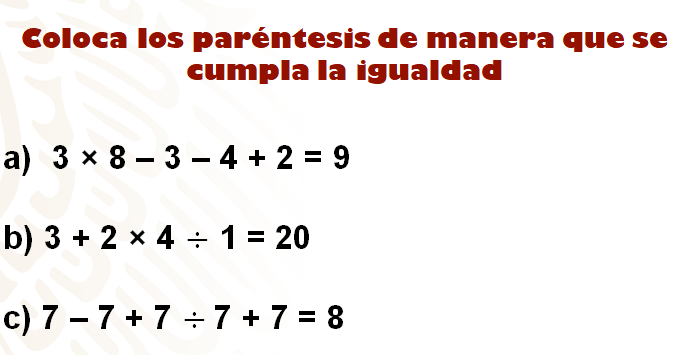 Coloca los paréntesis de manera que se
cumpla la igualdad
a) 3 × 8 – 3 – 4 + 2 = 9
b) 3 + 2 × 4 ÷ 1 = 20
c) 7 – 7 + 7 ÷ 7 + 7 = 8